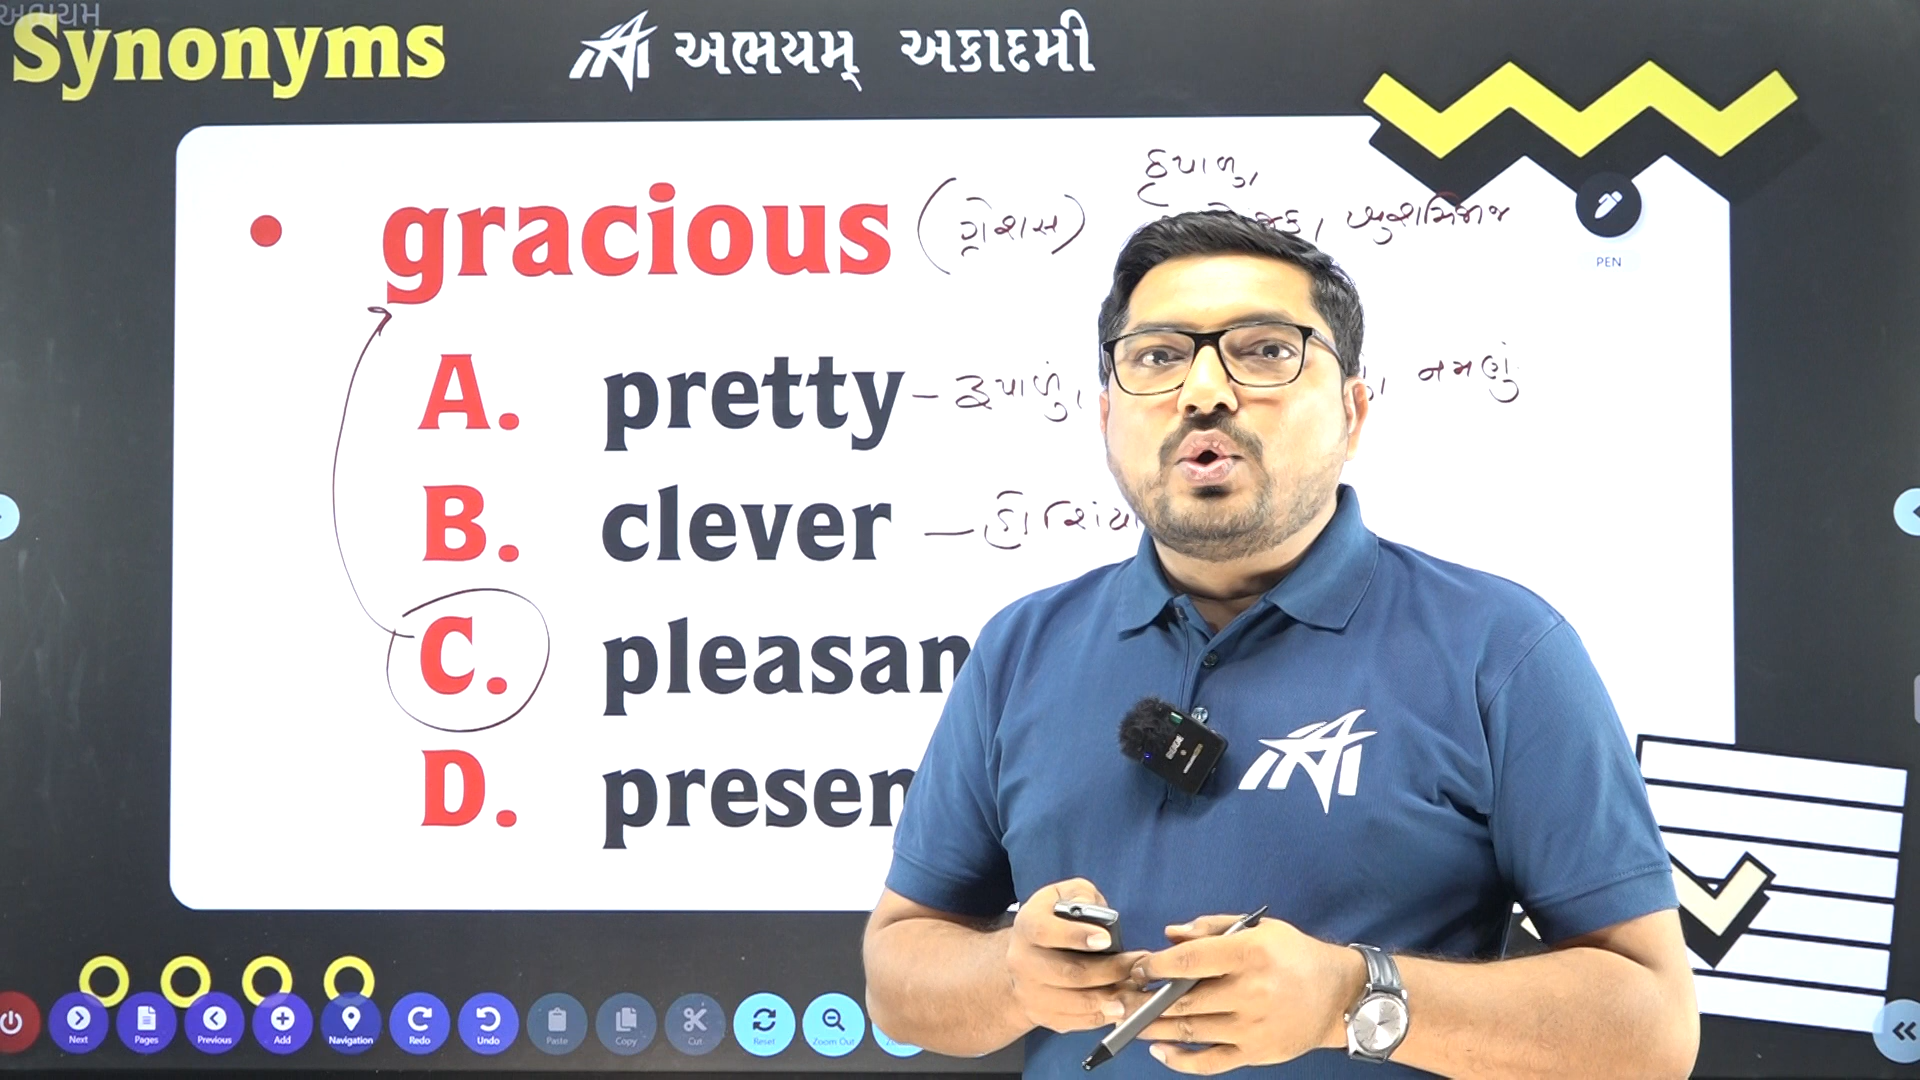 અભયમ
Synonyms
અભયમ્ અકાદમી
કૃપાળુ,
gracious (ગ્રેશસ) ખુશમિજાજ
PEN
A. pretty - રૂપાળું, નમણું
B. clever -
C. pleasan
D. presen
Next Pages Previous Add Navigation Redo Undo Paste Copy Cut Reset Zoom Out